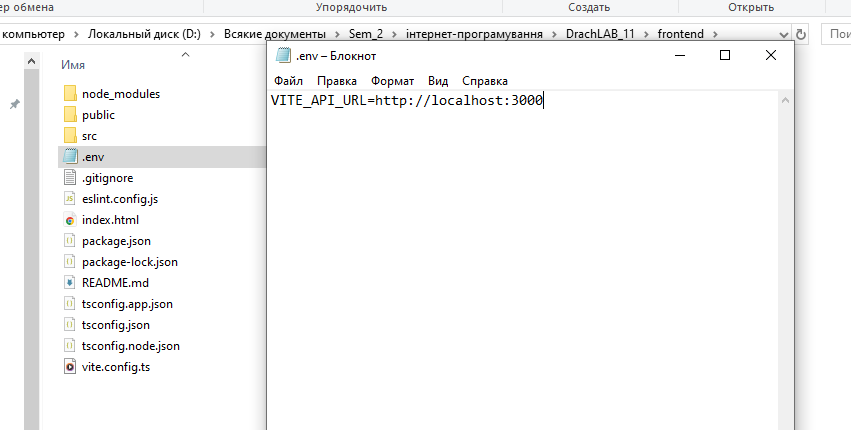 ер обмена Упорядочить Создать Открыть
компьютер Локальный диск (D:) Всякие документы Sem_2 інтернет-програмування DrachLAB_11 frontend
Имя
node_modules
public
src
.env
.gitignore
eslint.config.js
index.html
package.json
package-lock.json
README.md
tsconfig.app.json
tsconfig.json
tsconfig.node.json
vite.config.ts
.env – Блокнот
Файл Правка Формат Вид Справка
VITE_API_URL=http://localhost:3000